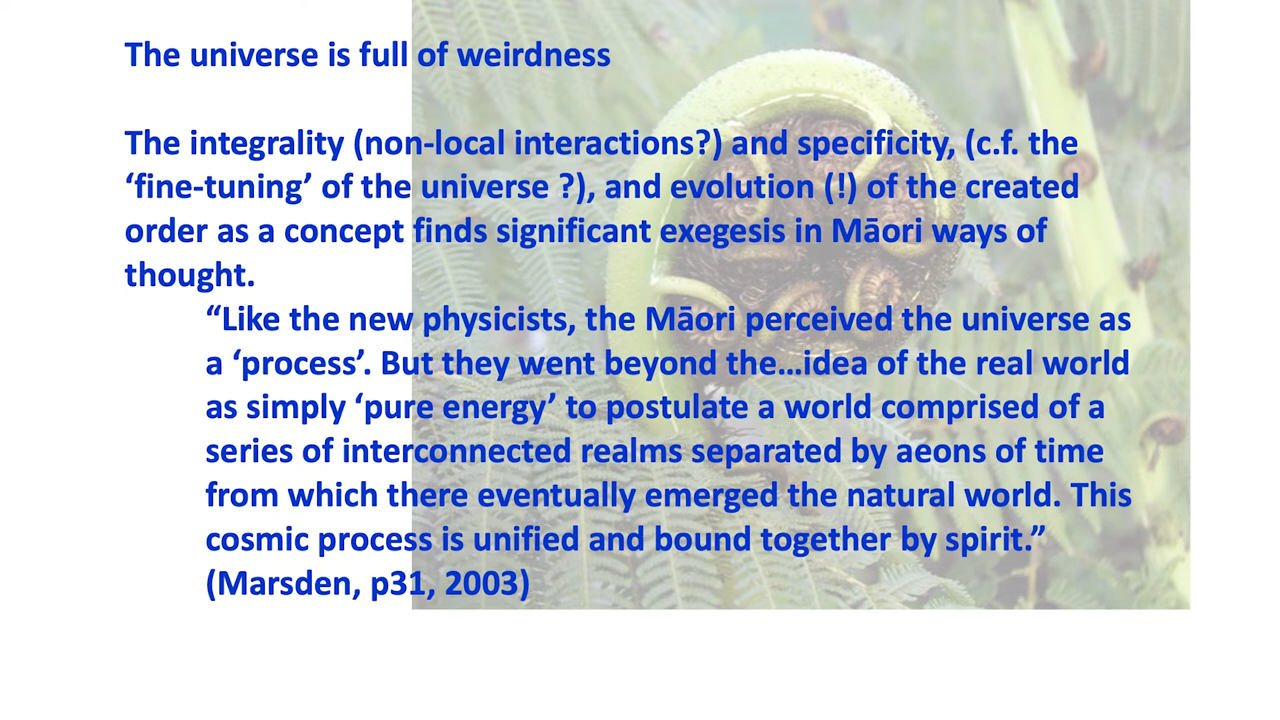 The universe is full of weirdness
The integrality (non-local interactions?) and specificity, (c.f. the
‘fine-tuning’ of the universe ?), and evolution (!) of the created
order as a concept finds significant exegesis in Māori ways of
thought.
“Like the new physicists, the Māori perceived the universe as
a ‘process’. But they went beyond the…idea of the real world
as simply ‘pure energy’ to postulate a world comprised of a
series of interconnected realms separated by aeons of time
from which there eventually emerged the natural world. This
cosmic process is unified and bound together by spirit.”
(Marsden, p31, 2003)